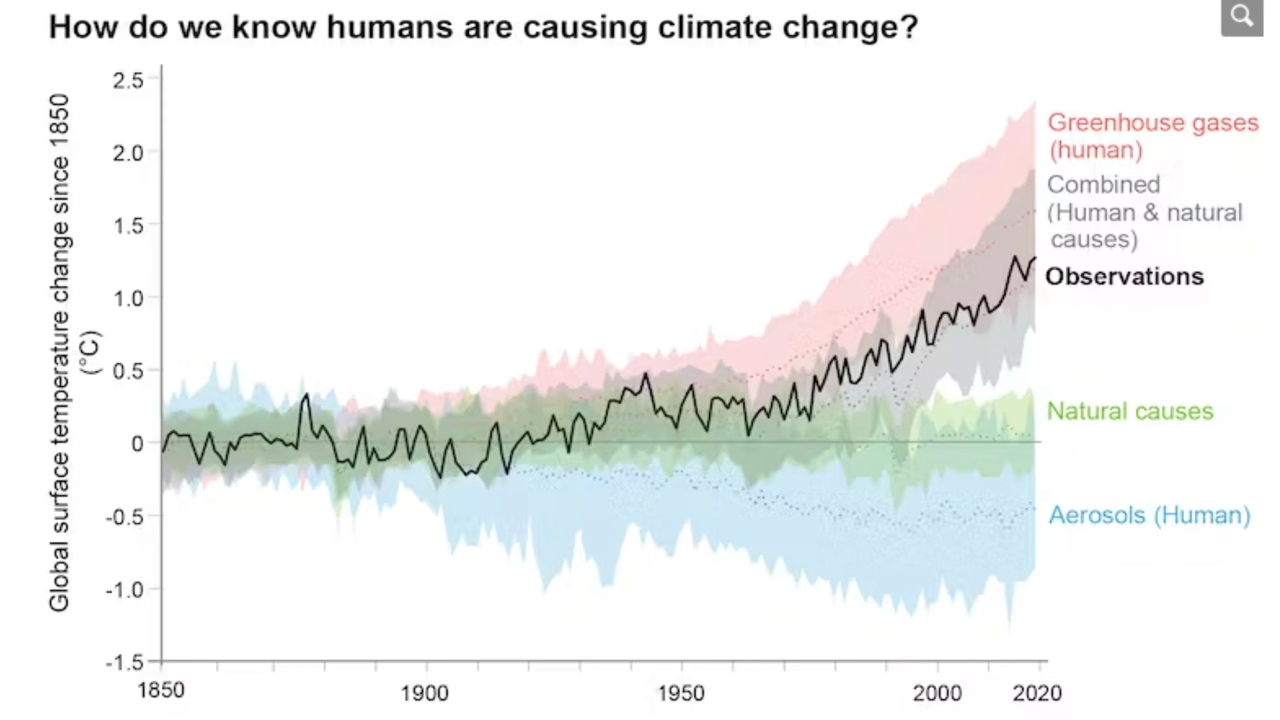 How do we know humans are causing climate change?
Global surface temperature change since 1850
(°C)
2.5
2.0
1.5
1.0
0.5
0
-0.5
-1.0
-1.5
1850
1900
1950
2000
2020
Greenhouse gases
(human)
Combined
(Human & natural
causes)
Observations
Natural causes
Aerosols (Human)